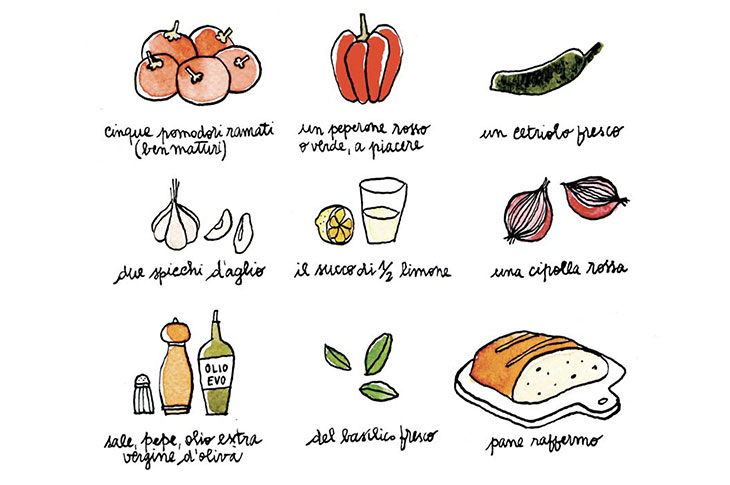 cinque pomodori ramati
(ben maturi)
un peperone rosso
o verde, a piacere
un cetriolo fresco
due spicchi d'aglio
il succo di 1/2 limone
una cipolla rossa
OLIO
EVO
sale, pepe, olio extra
vergine d'oliva
del basilico fresco
pane raffermo